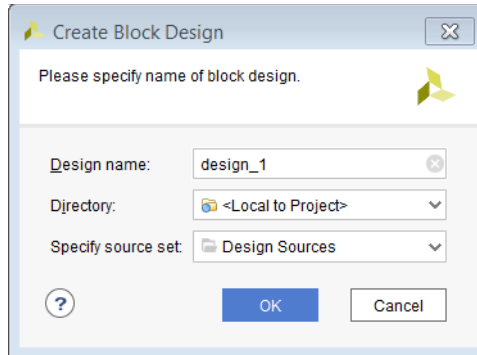 Create Block Design
Please specify name of block design.
Design name: design_1
Directory: <Local to Project>
Specify source set: Design Sources
? OK Cancel